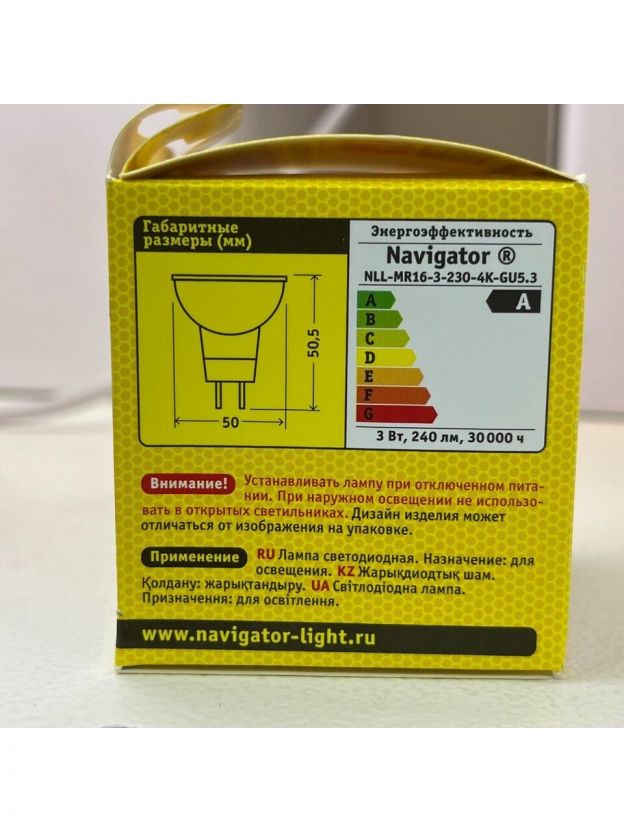 Габаритные
размеры (мм)
50,5
50
Энергоэффективность
Navigator ®
NLL-MR16-3-230-4K-GU5.3
A
A
B
C
D
E
F
G
3 Вт, 240 лм, 30 000 ч
Внимание! Устанавливать лампу при отключенном пита-
нии. При наружном освещении не использо-
вать в открытых светильниках. Дизайн изделия может
отличаться от изображения на упаковке.
Применение RU Лампа светодиодная. Назначение: для
освещения. KZ Жарықдиодтық шам.
Қолдану: жарықтандыру. UA Світлодіодна лампа.
Призначення: для освітлення.
www.navigator-light.ru